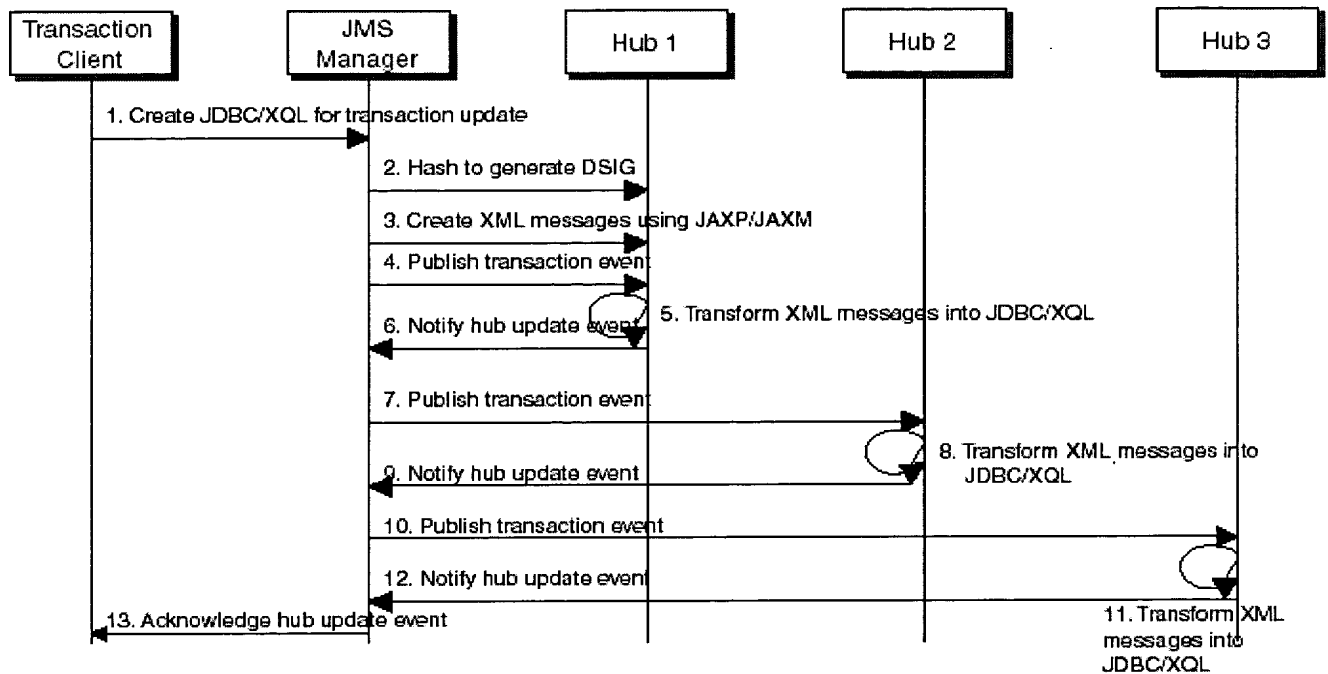 Transaction
Client
JMS
Manager
Hub 1
Hub 2
Hub 3
1. Create JDBC/XQL for transaction update
2. Hash to generate DSIG
3. Create XML messages using JAXP/JAXM
4. Publish transaction event
5. Transform XML messages into JDBC/XQL
6. Notify hub update event
7. Publish transaction event
8. Transform XML messages into
JDBC/XQL
9. Notify hub update event
10. Publish transaction event
12. Notify hub update event
13. Acknowledge hub update event
11. Transform XML
messages into
JDBC/XQL